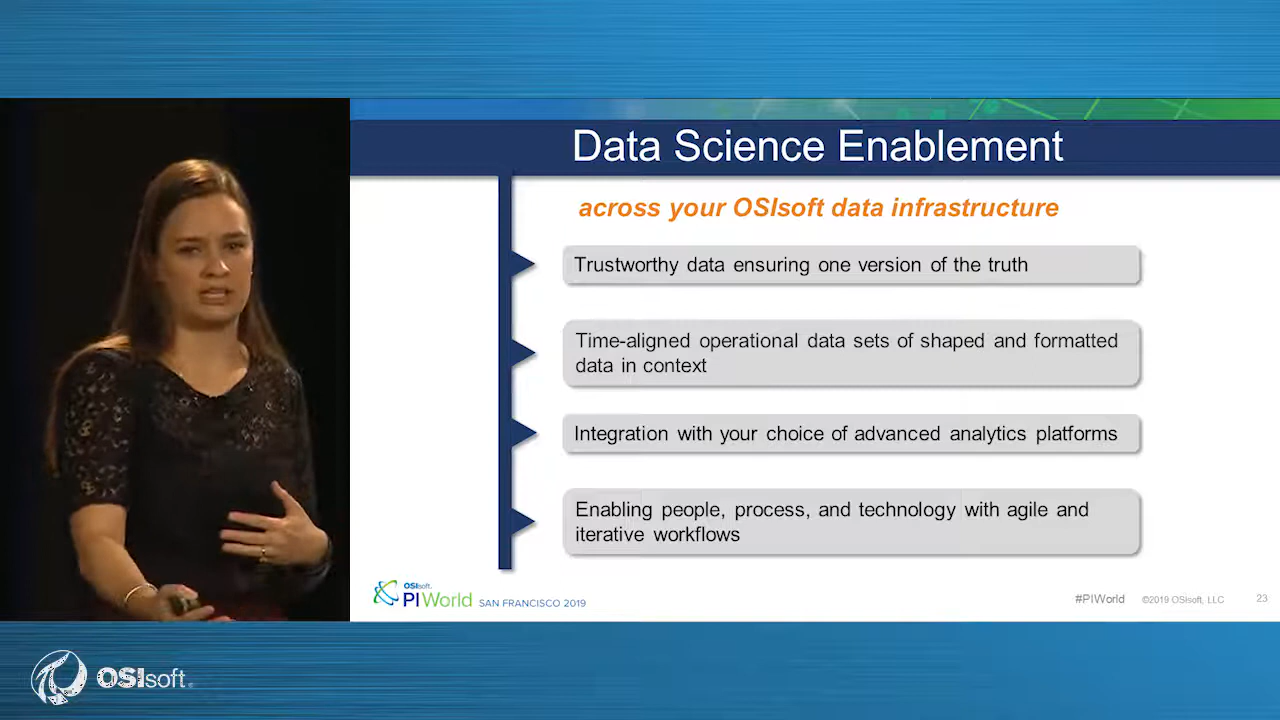 Data Science Enablement
across your OSIsoft data infrastructure
Trustworthy data ensuring one version of the truth
Time-aligned operational data sets of shaped and formatted
data in context
Integration with your choice of advanced analytics platforms
Enabling people, process, and technology with agile and
iterative workflows
OSIsoft.
PI World SAN FRANCISCO 2019
#PIWorld ©2019 OSIsoft, LLC 23
OSIsoft®